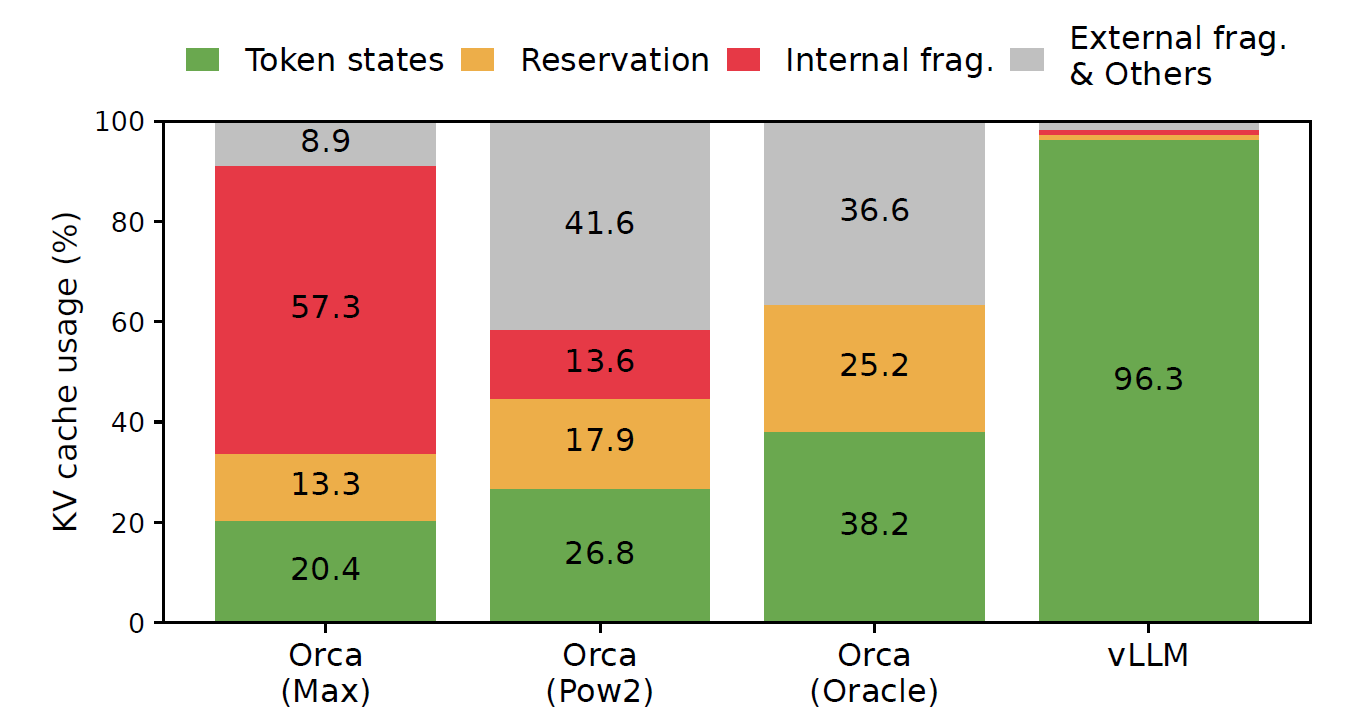 Token states
Reservation
Internal frag.
External frag.
& Others
KV cache usage (%)
100
80
60
40
20
0
8.9
57.3
13.3
20.4
41.6
13.6
17.9
26.8
36.6
25.2
38.2
96.3
Orca
(Max)
Orca
(Pow2)
Orca
(Oracle)
vLLM